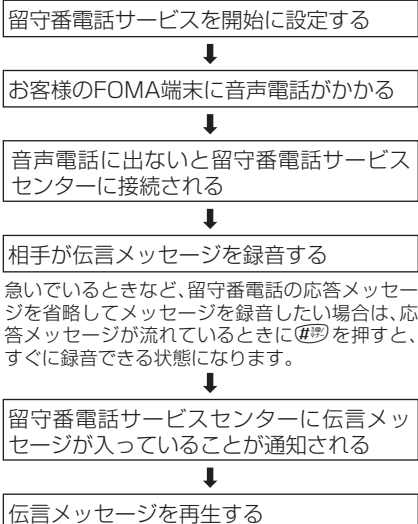 留守番電話サービスを開始に設定する
お客様のFOMA端末に音声電話がかかる
音声電話に出ないと留守番電話サービス
センターに接続される
相手が伝言メッセージを録音する
急いでいるときなど、留守番電話の応答メッセー
ジを省略してメッセージを録音したい場合は、応
答メッセージが流れているときに#を押すと、
すぐに録音できる状態になります。
留守番電話サービスセンターに伝言メッ
セージが入っていることが通知される
伝言メッセージを再生する